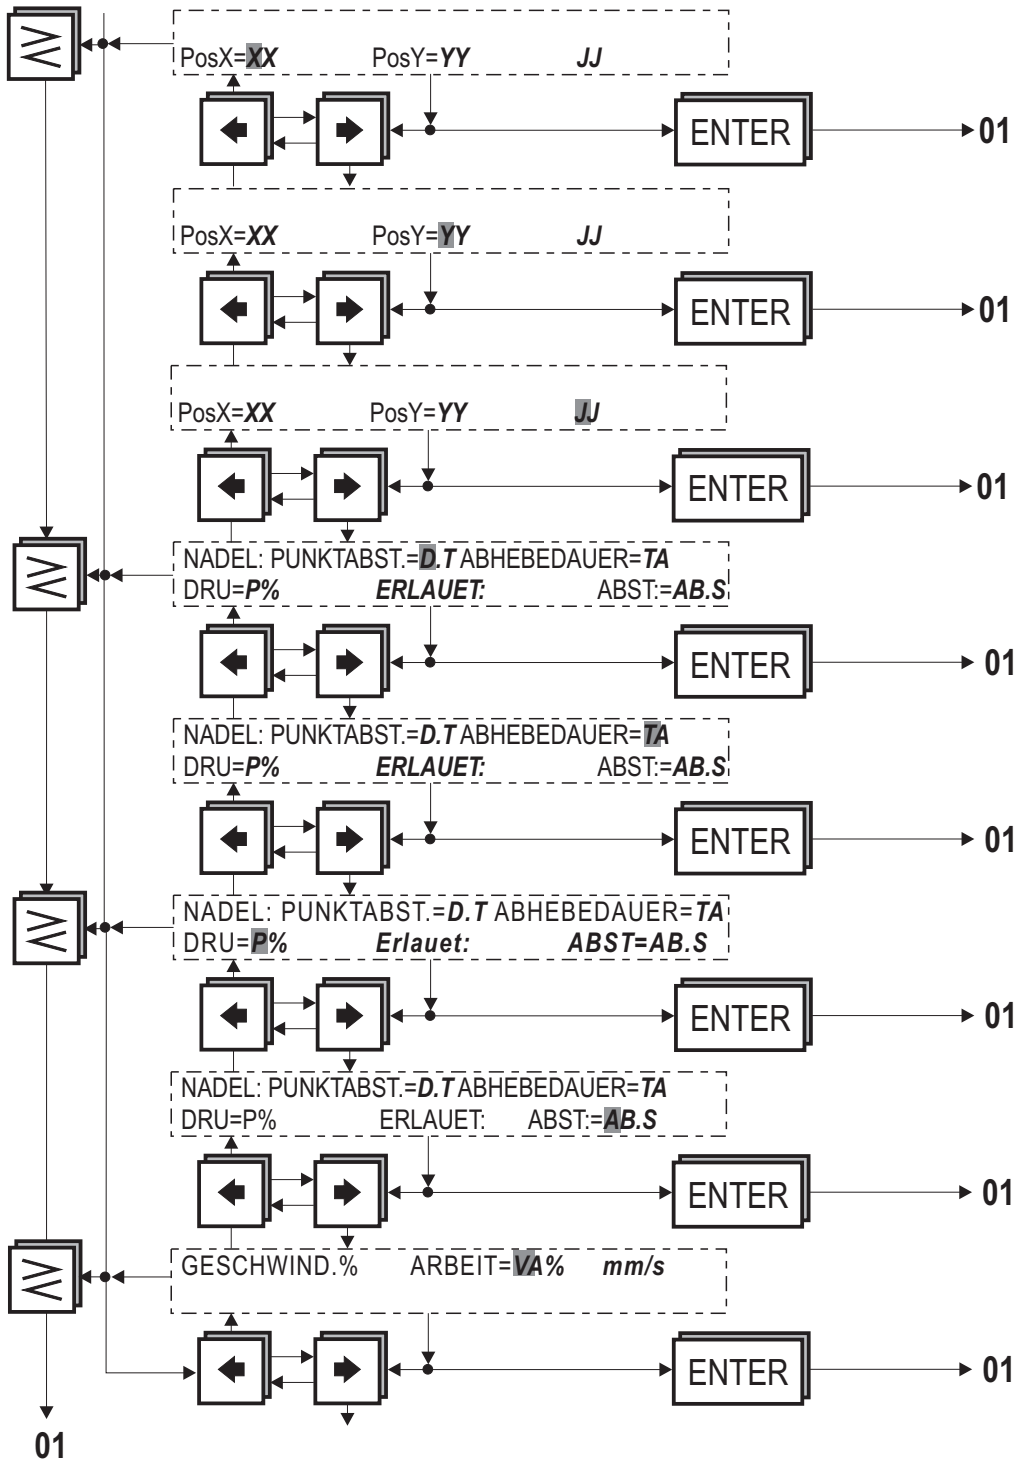 PosX=XX PosY=YY JJ
ENTER 01
PosX=XX PosY=YY JJ
ENTER 01
PosX=XX PosY=YY JJ
ENTER 01
NADEL: PUNKTABST.=D.T ABHEBEDAUER=TA
DRU=P% ERLAUET: ABST:=AB.S
ENTER 01
NADEL: PUNKTABST.=D.T ABHEBEDAUER=TA
DRU=P% ERLAUET: ABST:=AB.S
ENTER 01
NADEL: PUNKTABST.=D.T ABHEBEDAUER=TA
DRU=P% Erlauet: ABST=AB.S
ENTER 01
NADEL: PUNKTABST.=D.T ABHEBEDAUER=TA
DRU=P% ERLAUET: ABST:=AB.S
ENTER 01
GESCHWIND.% ARBEIT=VA% mm/s
ENTER 01
01